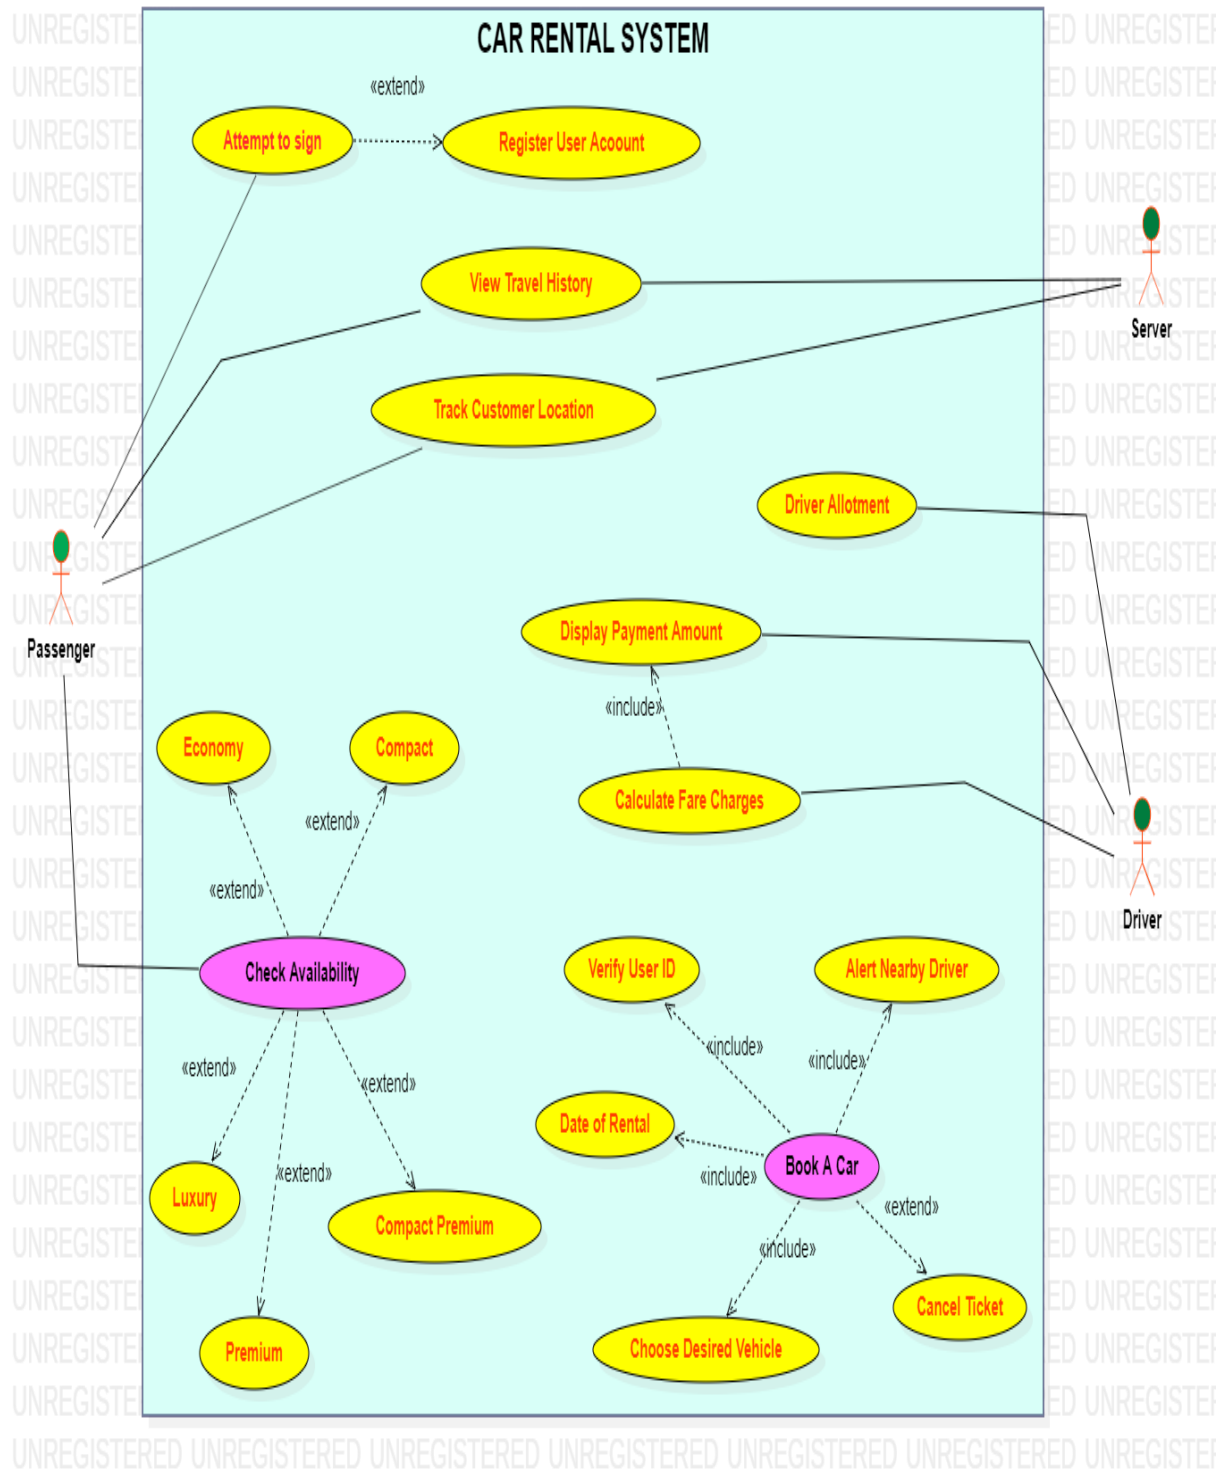 CAR RENTAL SYSTEM
«extend»
Attempt to sign
Register User Acoount
View Travel History
Server
Track Customer Location
Driver Allotment
Passenger
Display Payment Amount
«include»
Economy
Compact
Calculate Fare Charges
«extend»
«extend»
Driver
Check Availability
Verify User ID
Alert Nearby Driver
«include»
«include»
«extend»
«extend»
Date of Rental
Book A Car
«extend»
«include»
Luxury
Compact Premium
«extend»
«include»
Cancel Ticket
Premium
Choose Desired Vehicle
UNREGISTERED UNREGISTERED UNREGISTERED UNREGISTERED UNREGISTERED UNREGISTERED